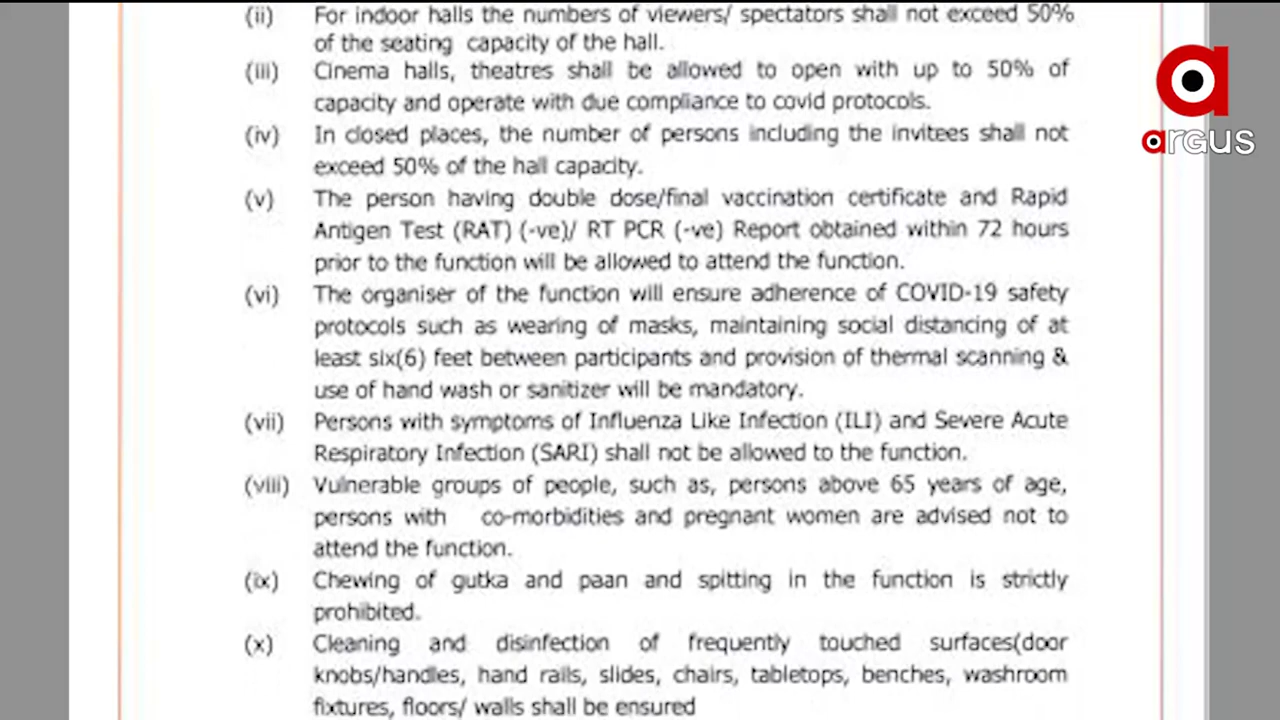 (ii) For indoor halls the numbers of viewers/ spectators shall not exceed 50%
of the seating capacity of the hall.
(iii) Cinema halls, theatres shall be allowed to open with up to 50% of
capacity and operate with due compliance to covid protocols.
(iv) In closed places, the number of persons including the invitees shall not
exceed 50% of the hall capacity.
(v) The person having double dose/final vaccination certificate and Rapid
Antigen Test (RAT) (-ve)/ RT PCR (-ve) Report obtained within 72 hours
prior to the function will be allowed to attend the function.
(vi) The organiser of the function will ensure adherence of COVID-19 safety
protocols such as wearing of masks, maintaining social distancing of at
least six(6) feet between participants and provision of thermal scanning &
use of hand wash or sanitizer will be mandatory.
(vii) Persons with symptoms of Influenza Like Infection (ILI) and Severe Acute
Respiratory Infection (SARI) shall not be allowed to the function.
(viii) Vulnerable groups of people, such as, persons above 65 years of age,
persons with co-morbidities and pregnant women are advised not to
attend the function.
(ix) Chewing of gutka and paan and spitting in the function is strictly
prohibited.
(x) Cleaning and disinfection of frequently touched surfaces(door
knobs/handles, hand rails, slides, chairs, tabletops, benches, washroom
fixtures, floors/ walls shall be ensured
a
argus